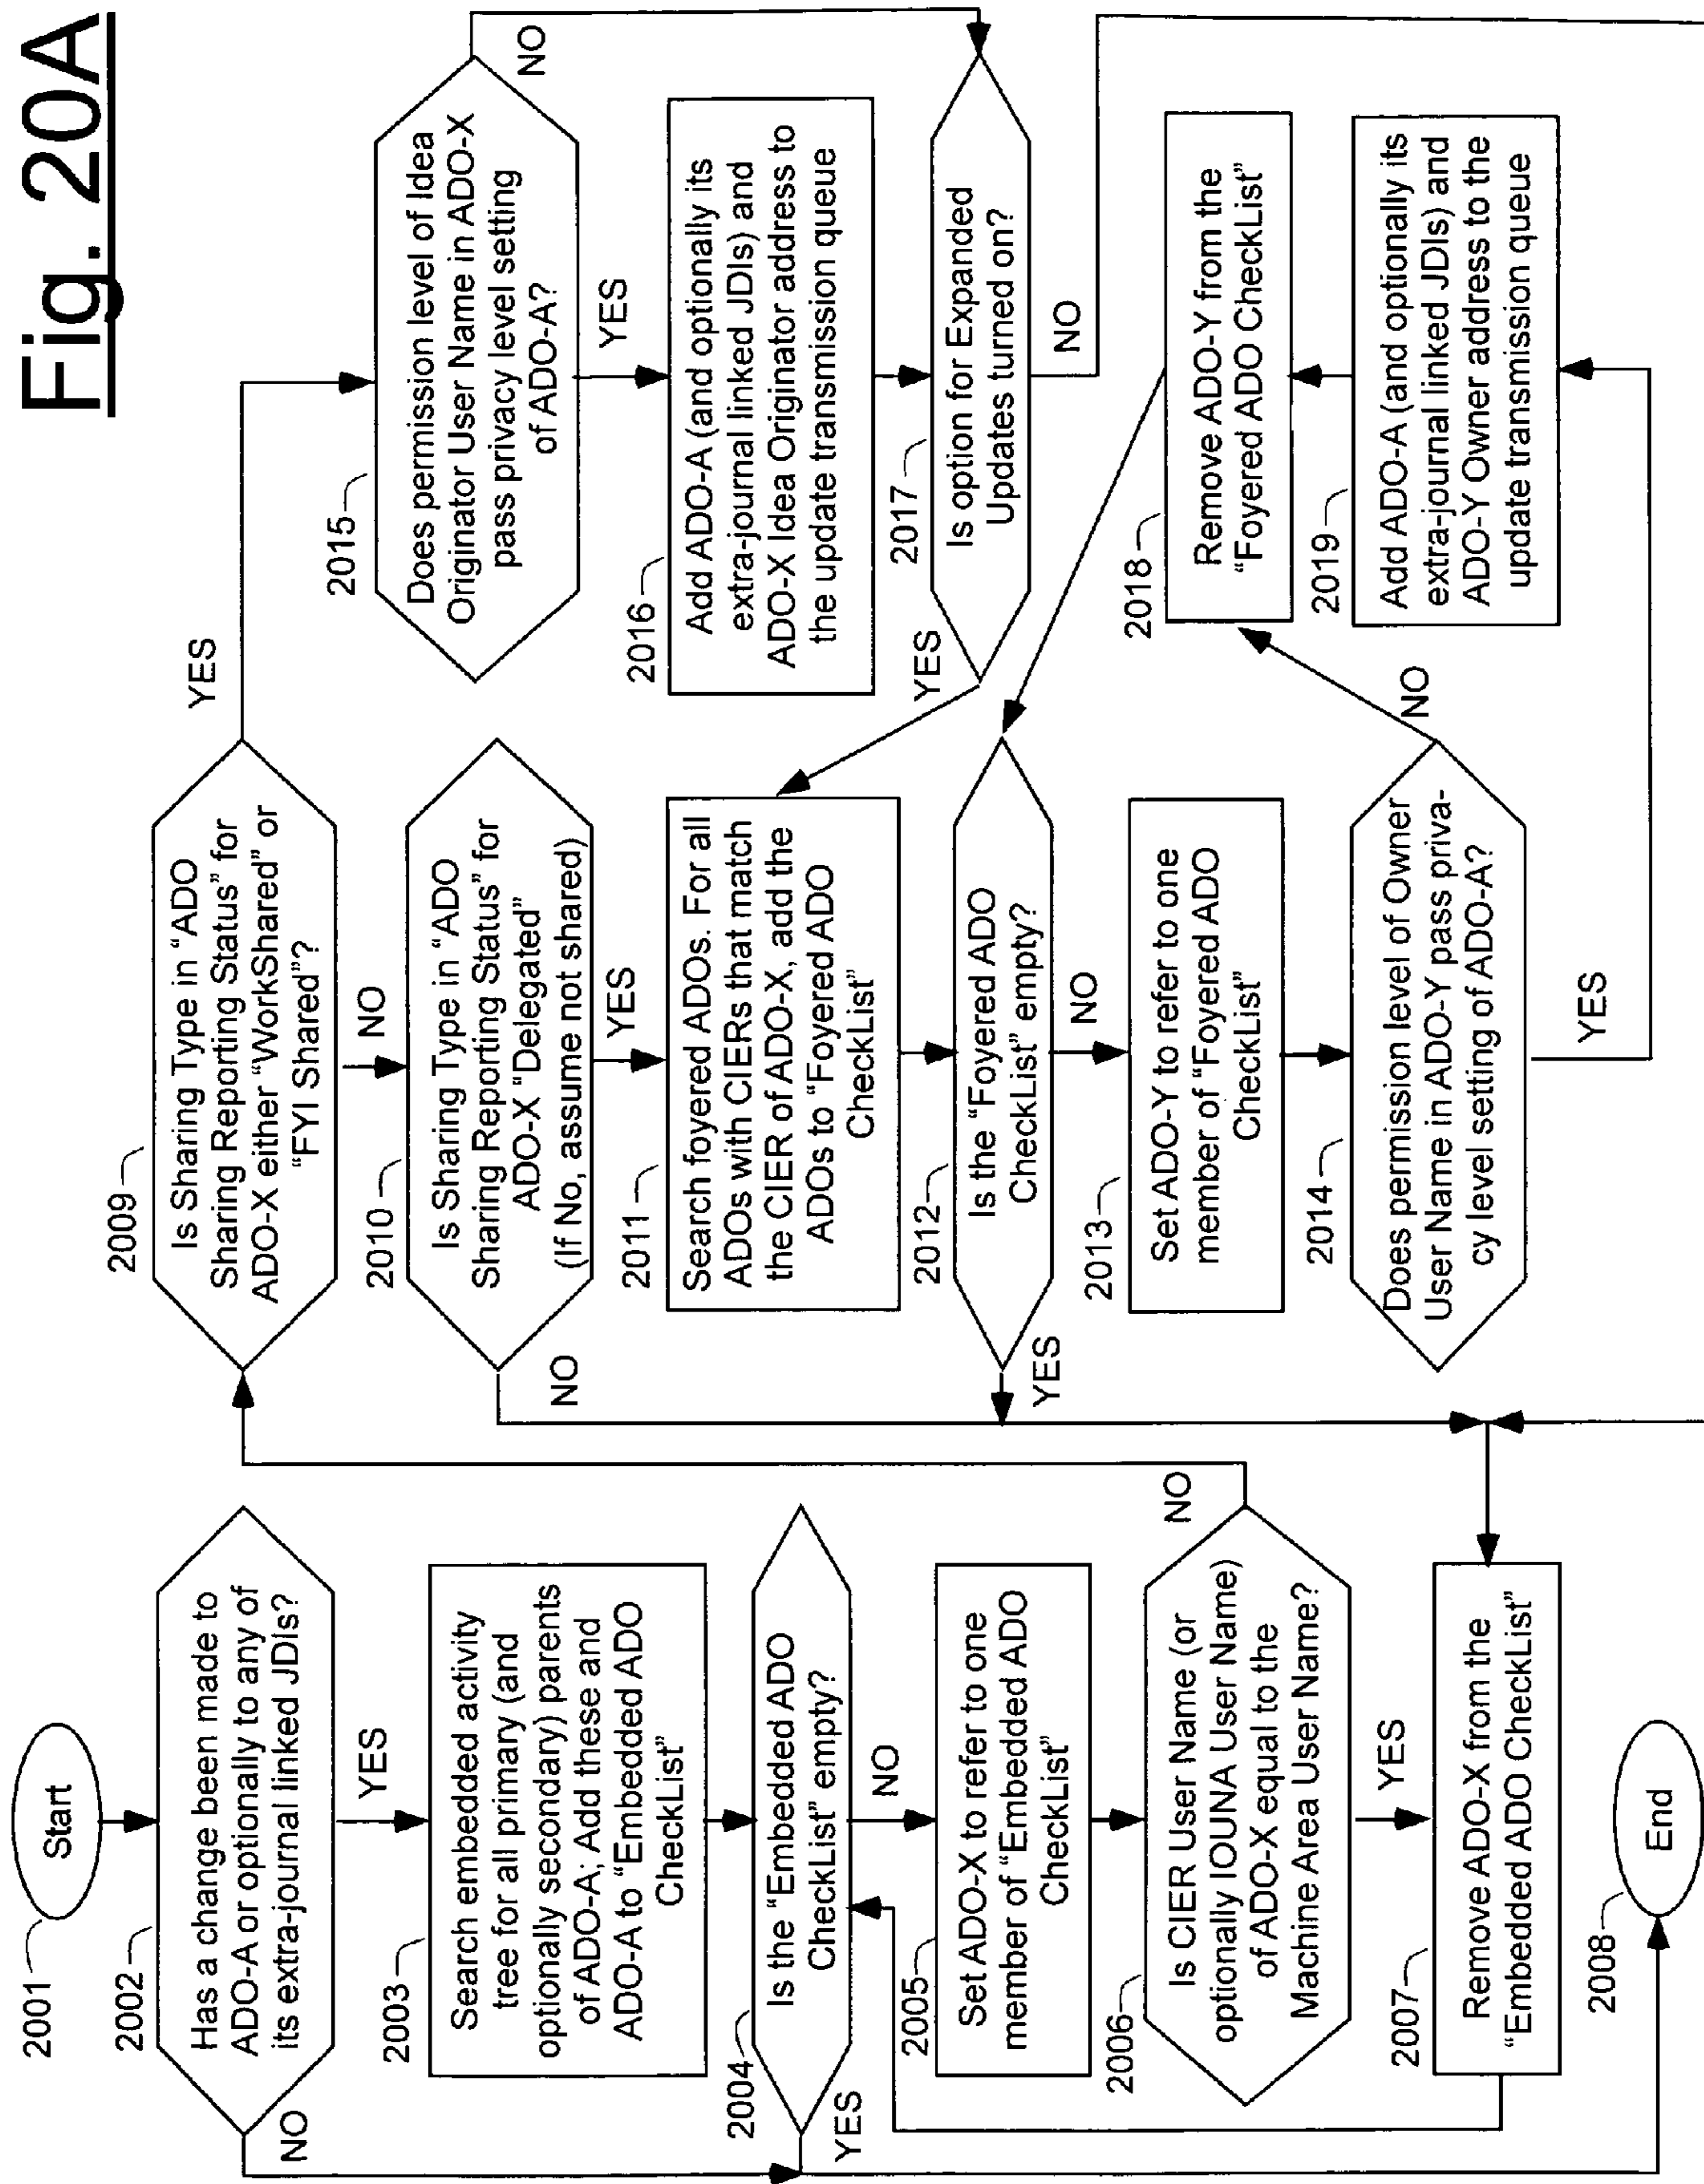 Fig. 20A
2001
Start
2002
Has a change been made to
ADO-A or optionally to any of
its extra-journal linked JDIs?
NO
YES
2003
Search embedded activity
tree for all primary (and
optionally secondary) parents
of ADO-A; Add these and
ADO-A to “Embedded ADO
CheckList”
2004
Is the “Embedded ADO
CheckList” empty?
YES
NO
2005
Set ADO-X to refer to one
member of “Embedded ADO
CheckList”
2006
Is CIER User Name (or
optionally IOUNA User Name)
of ADO-X equal to the
Machine Area User Name?
NO
YES
2007
Remove ADO-X from the
“Embedded ADO CheckList”
2008
End
2009
Is Sharing Type in “ADO
Sharing Reporting Status” for
ADO-X either “WorkShared” or
“FYI Shared”?
YES
NO
2010
Is Sharing Type in “ADO
Sharing Reporting Status” for
ADO-X “Delegated”
(If No, assume not shared)
NO
YES
2011
Search foyered ADOs. For all
ADOs with CIERs that match
the CIER of ADO-X, add the
ADOs to “Foyered ADO
CheckList”
2012
Is the “Foyered ADO
CheckList” empty?
YES
NO
2013
Set ADO-Y to refer to one
member of “Foyered ADO
CheckList”
2014
Does permission level of Owner
User Name in ADO-Y pass priva-
cy level setting of ADO-A?
NO
YES
2015
Does permission level of Idea
Originator User Name in ADO-X
pass privacy level setting
of ADO-A?
NO
YES
2016
Add ADO-A (and optionally its
extra-journal linked JDIs) and
ADO-X Idea Originator address to
the update transmission queue
2017
Is option for Expanded
Updates turned on?
YES
NO
2018
Remove ADO-Y from the
“Foyered ADO CheckList”
2019
Add ADO-A (and optionally its
extra-journal linked JDIs) and
ADO-Y Owner address to the
update transmission queue